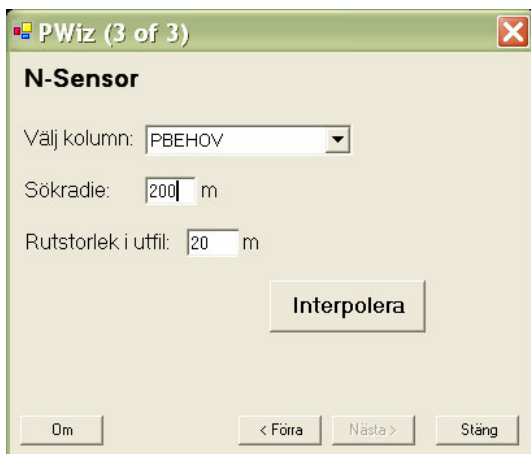 PWiz (3 of 3)
N-Sensor
Välj kolumn: PBEHOV
Sökradie: 200 m
Rutstorlek i utfil: 20 m
Interpolera
Om < Förra Nästa > Stäng